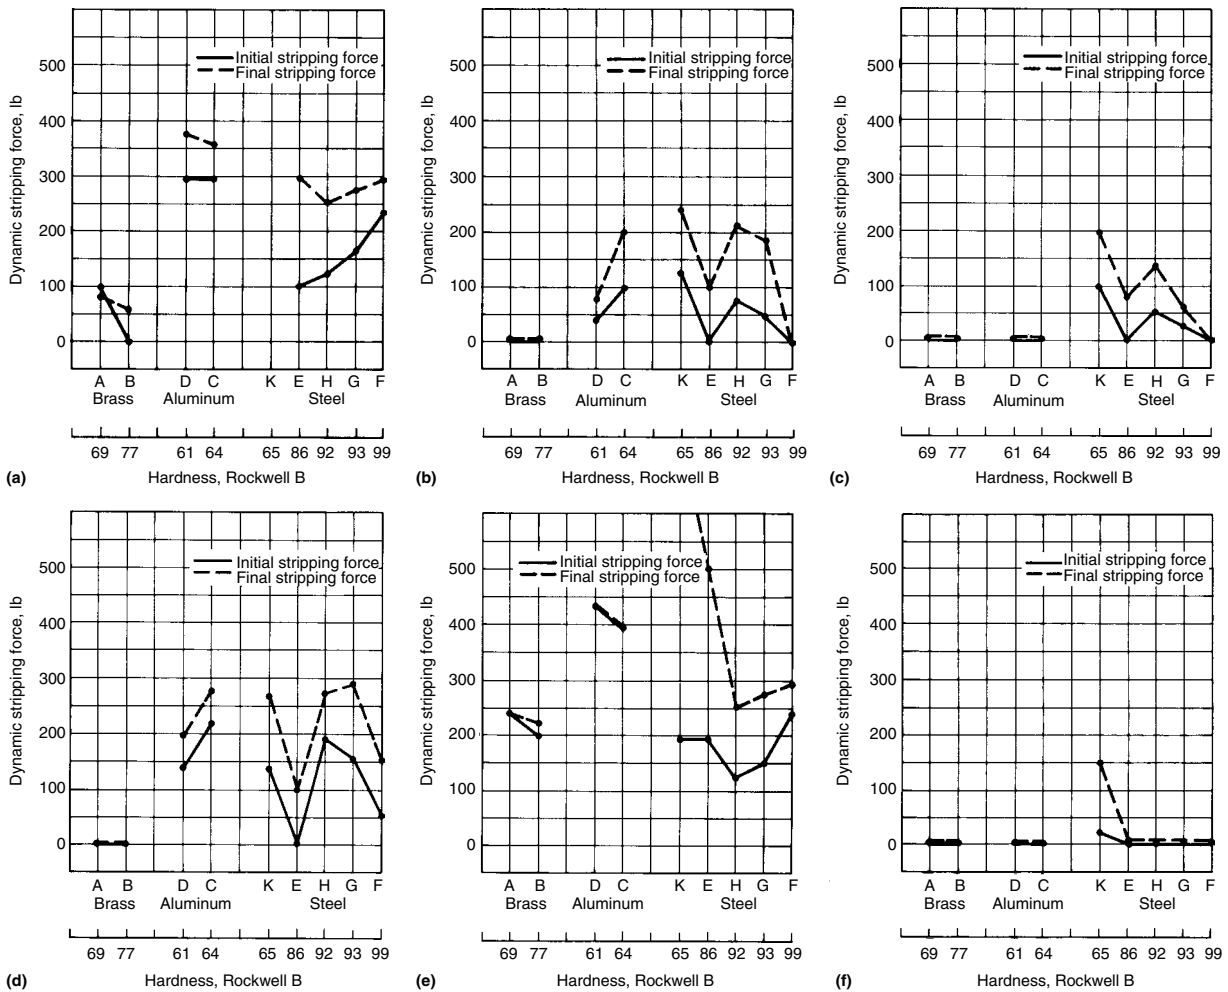 Dynamic stripping force, lb
500
400
300
200
100
0
Initial stripping force
Final stripping force
A B D C K E H G F
Brass Aluminum Steel
69 77 61 64 65 86 92 93 99
(a) Hardness, Rockwell B
Dynamic stripping force, lb
500
400
300
200
100
0
Initial stripping force
Final stripping force
A B D C K E H G F
Brass Aluminum Steel
69 77 61 64 65 86 92 93 99
(b) Hardness, Rockwell B
Dynamic stripping force, lb
500
400
300
200
100
0
Initial stripping force
Final stripping force
A B D C K E H G F
Brass Aluminum Steel
69 77 61 64 65 86 92 93 99
(c) Hardness, Rockwell B
Dynamic stripping force, lb
500
400
300
200
100
0
Initial stripping force
Final stripping force
A B D C K E H G F
Brass Aluminum Steel
69 77 61 64 65 86 92 93 99
(d) Hardness, Rockwell B
Dynamic stripping force, lb
500
400
300
200
100
0
Initial stripping force
Final stripping force
A B D C K E H G F
Brass Aluminum Steel
69 77 61 64 65 86 92 93 99
(e) Hardness, Rockwell B
Dynamic stripping force, lb
500
400
300
200
100
0
Initial stripping force
Final stripping force
A B D C K E H G F
Brass Aluminum Steel
69 77 61 64 65 86 92 93 99
(f) Hardness, Rockwell B